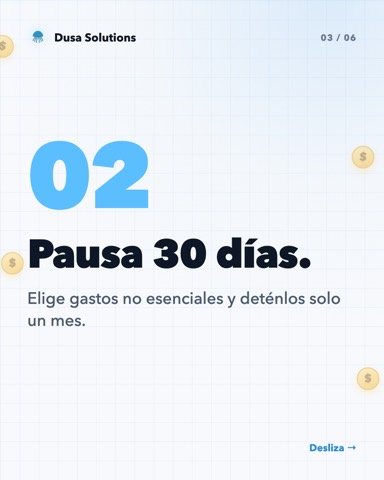 Dusa Solutions
03 / 06
$
$
02
$
Pausa 30 días.
Elige gastos no esenciales y deténlos solo
un mes.
$
Desliza →